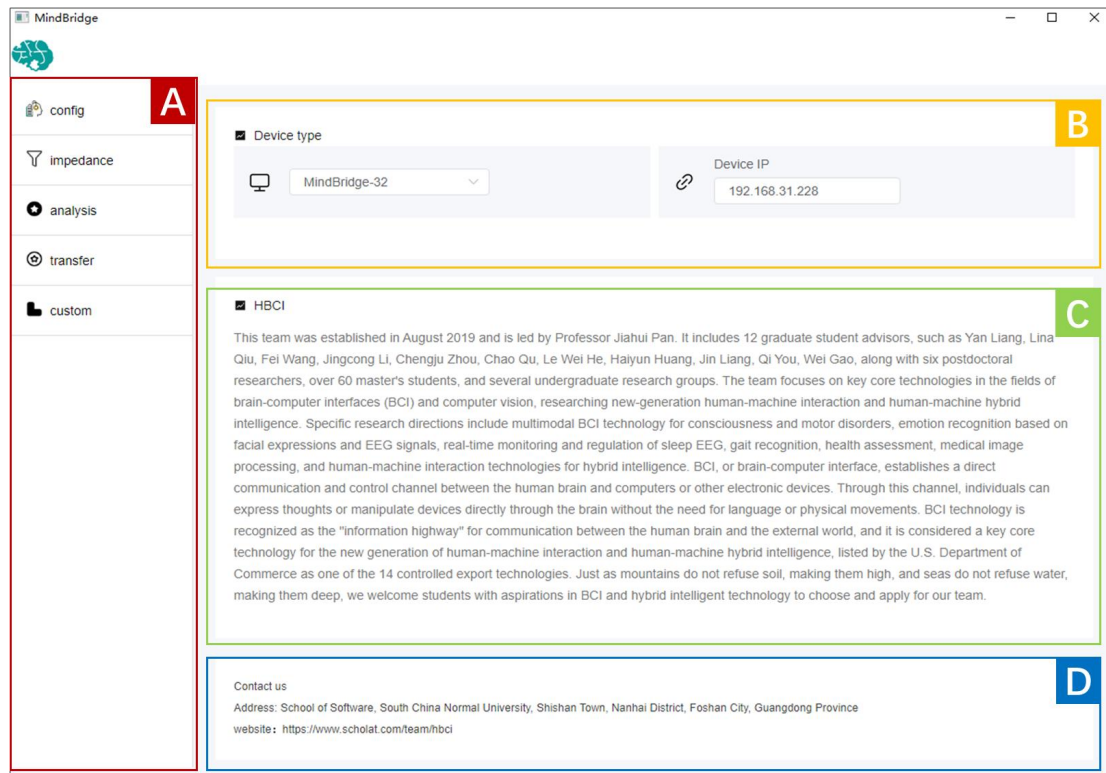 MindBridge
A
config
impedance
analysis
transfer
custom
B
Device type
MindBridge-32
Device IP
192.168.31.228
C
HBCI
This team was established in August 2019 and is led by Professor Jiahui Pan. It includes 12 graduate student advisors, such as Yan Liang, Lina
Qiu, Fei Wang, Jingcong Li, Chengju Zhou, Chao Qu, Le Wei He, Haiyun Huang, Jin Liang, Qi You, Wei Gao, along with six postdoctoral
researchers, over 60 master's students, and several undergraduate research groups. The team focuses on key core technologies in the fields of
brain-computer interfaces (BCI) and computer vision, researching new-generation human-machine interaction and human-machine hybrid
intelligence. Specific research directions include multimodal BCI technology for consciousness and motor disorders, emotion recognition based on
facial expressions and EEG signals, real-time monitoring and regulation of sleep EEG, gait recognition, health assessment, medical image
processing, and human-machine interaction technologies for hybrid intelligence. BCI, or brain-computer interface, establishes a direct
communication and control channel between the human brain and computers or other electronic devices. Through this channel, individuals can
express thoughts or manipulate devices directly through the brain without the need for language or physical movements. BCI technology is
recognized as the "information highway" for communication between the human brain and the external world, and it is considered a key core
technology for the new generation of human-machine interaction and human-machine hybrid intelligence, listed by the U.S. Department of
Commerce as one of the 14 controlled export technologies. Just as mountains do not refuse soil, making them high, and seas do not refuse water,
making them deep, we welcome students with aspirations in BCI and hybrid intelligent technology to choose and apply for our team.
D
Contact us
Address: School of Software, South China Normal University, Shishan Town, Nanhai District, Foshan City, Guangdong Province
website：https://www.scholat.com/team/hbci